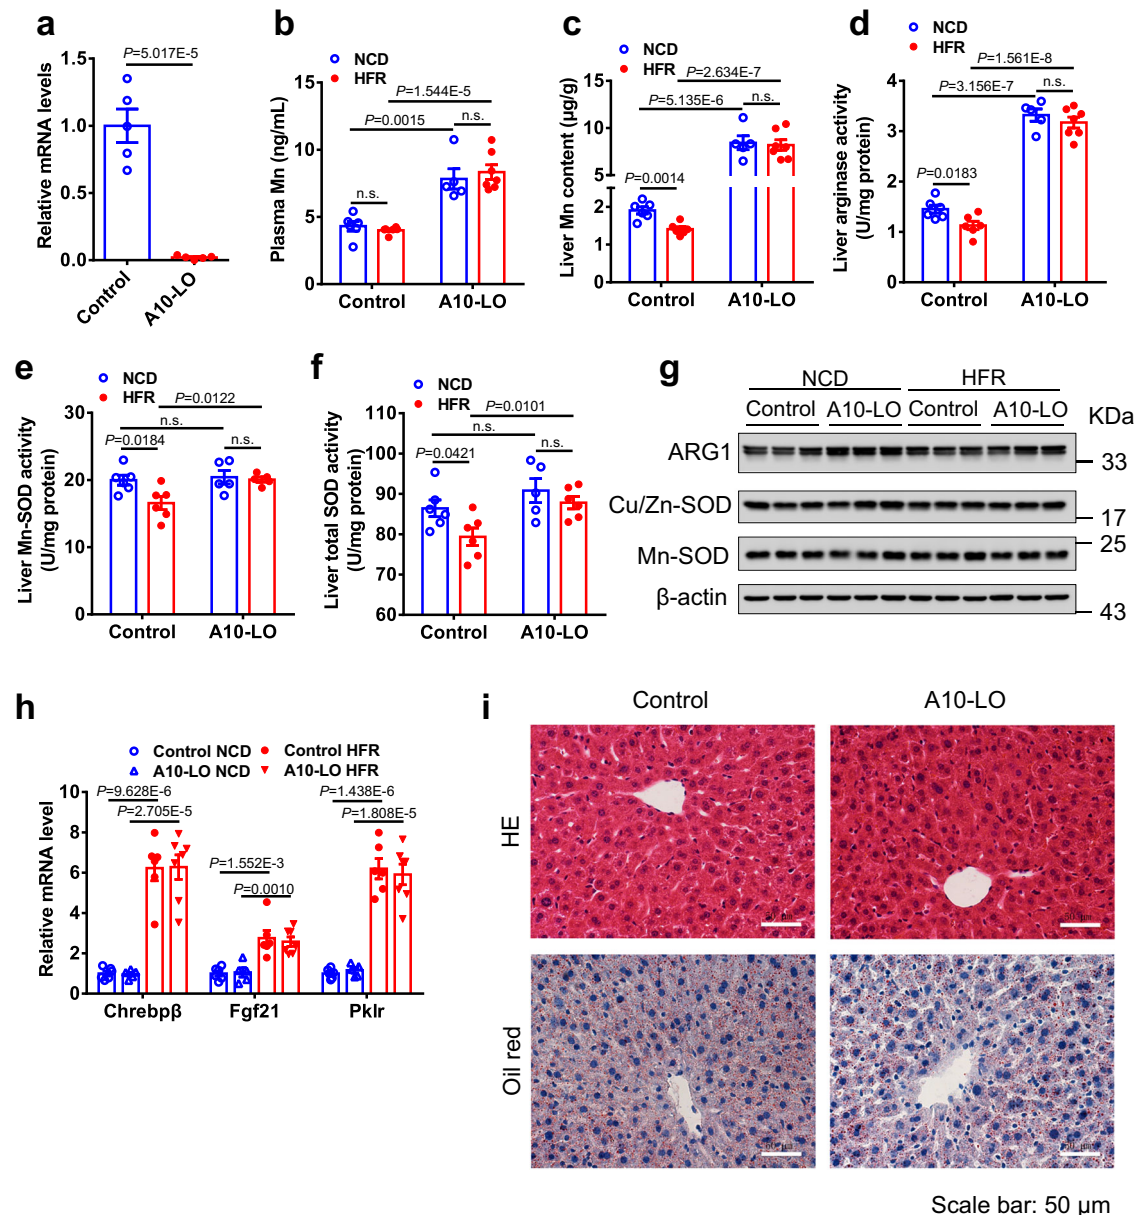 a
Relative mRNA levels
1.5
1.0
0.5
0.0
P=5.017E-5
Control
A10-LO
b
NCD
HFR
Plasma Mn (ng/mL)
15
10
5
0
P=1.544E-5
P=0.0015
n.s.
n.s.
Control
A10-LO
c
NCD
HFR
Liver Mn content (μg/g)
15
10
5
2
1
0
P=2.634E-7
P=5.135E-6
n.s.
P=0.0014
Control
A10-LO
d
NCD
HFR
Liver arginase activity
(U/mg protein)
4
3
2
1
0
P=1.561E-8
P=3.156E-7
n.s.
P=0.0183
Control
A10-LO
e
NCD
HFR
Liver Mn-SOD activity
(U/mg protein)
30
20
10
0
P=0.0122
n.s.
P=0.0184
n.s.
Control
A10-LO
f
NCD
HFR
Liver total SOD activity
(U/mg protein)
110
100
90
80
70
60
P=0.0101
n.s.
P=0.0421
n.s.
Control
A10-LO
g
NCD
HFR
Control
A10-LO
Control
A10-LO
KDa
ARG1
33
Cu/Zn-SOD
17
25
Mn-SOD
β-actin
43
h
Control NCD
Control HFR
A10-LO NCD
A10-LO HFR
Relative mRNA level
10
8
6
4
2
0
P=9.628E-6
P=2.705E-5
P=1.552E-3
P=0.0010
P=1.438E-6
P=1.808E-5
Chrebpβ
Fgf21
Pklr
i
Control
A10-LO
HE
50 μm
50 μm
Oil red
50 μm
50 μm
Scale bar: 50 μm